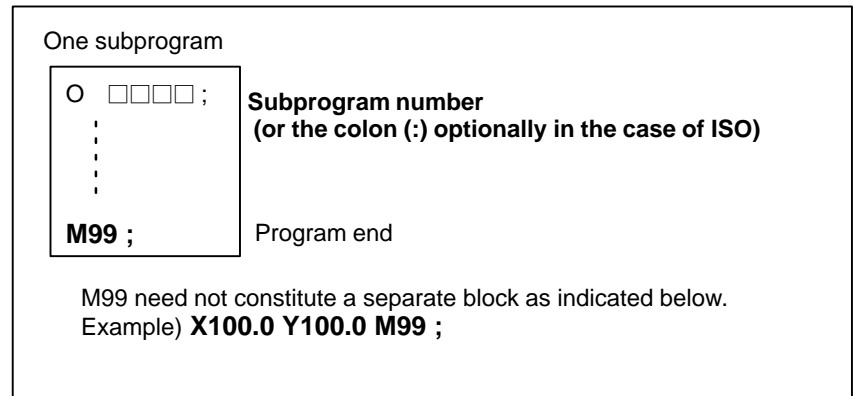 One subprogram
O □□□□ ;
Subprogram number
(or the colon (:) optionally in the case of ISO)
M99 ;
Program end
M99 need not constitute a separate block as indicated below.
Example) X100.0 Y100.0 M99 ;